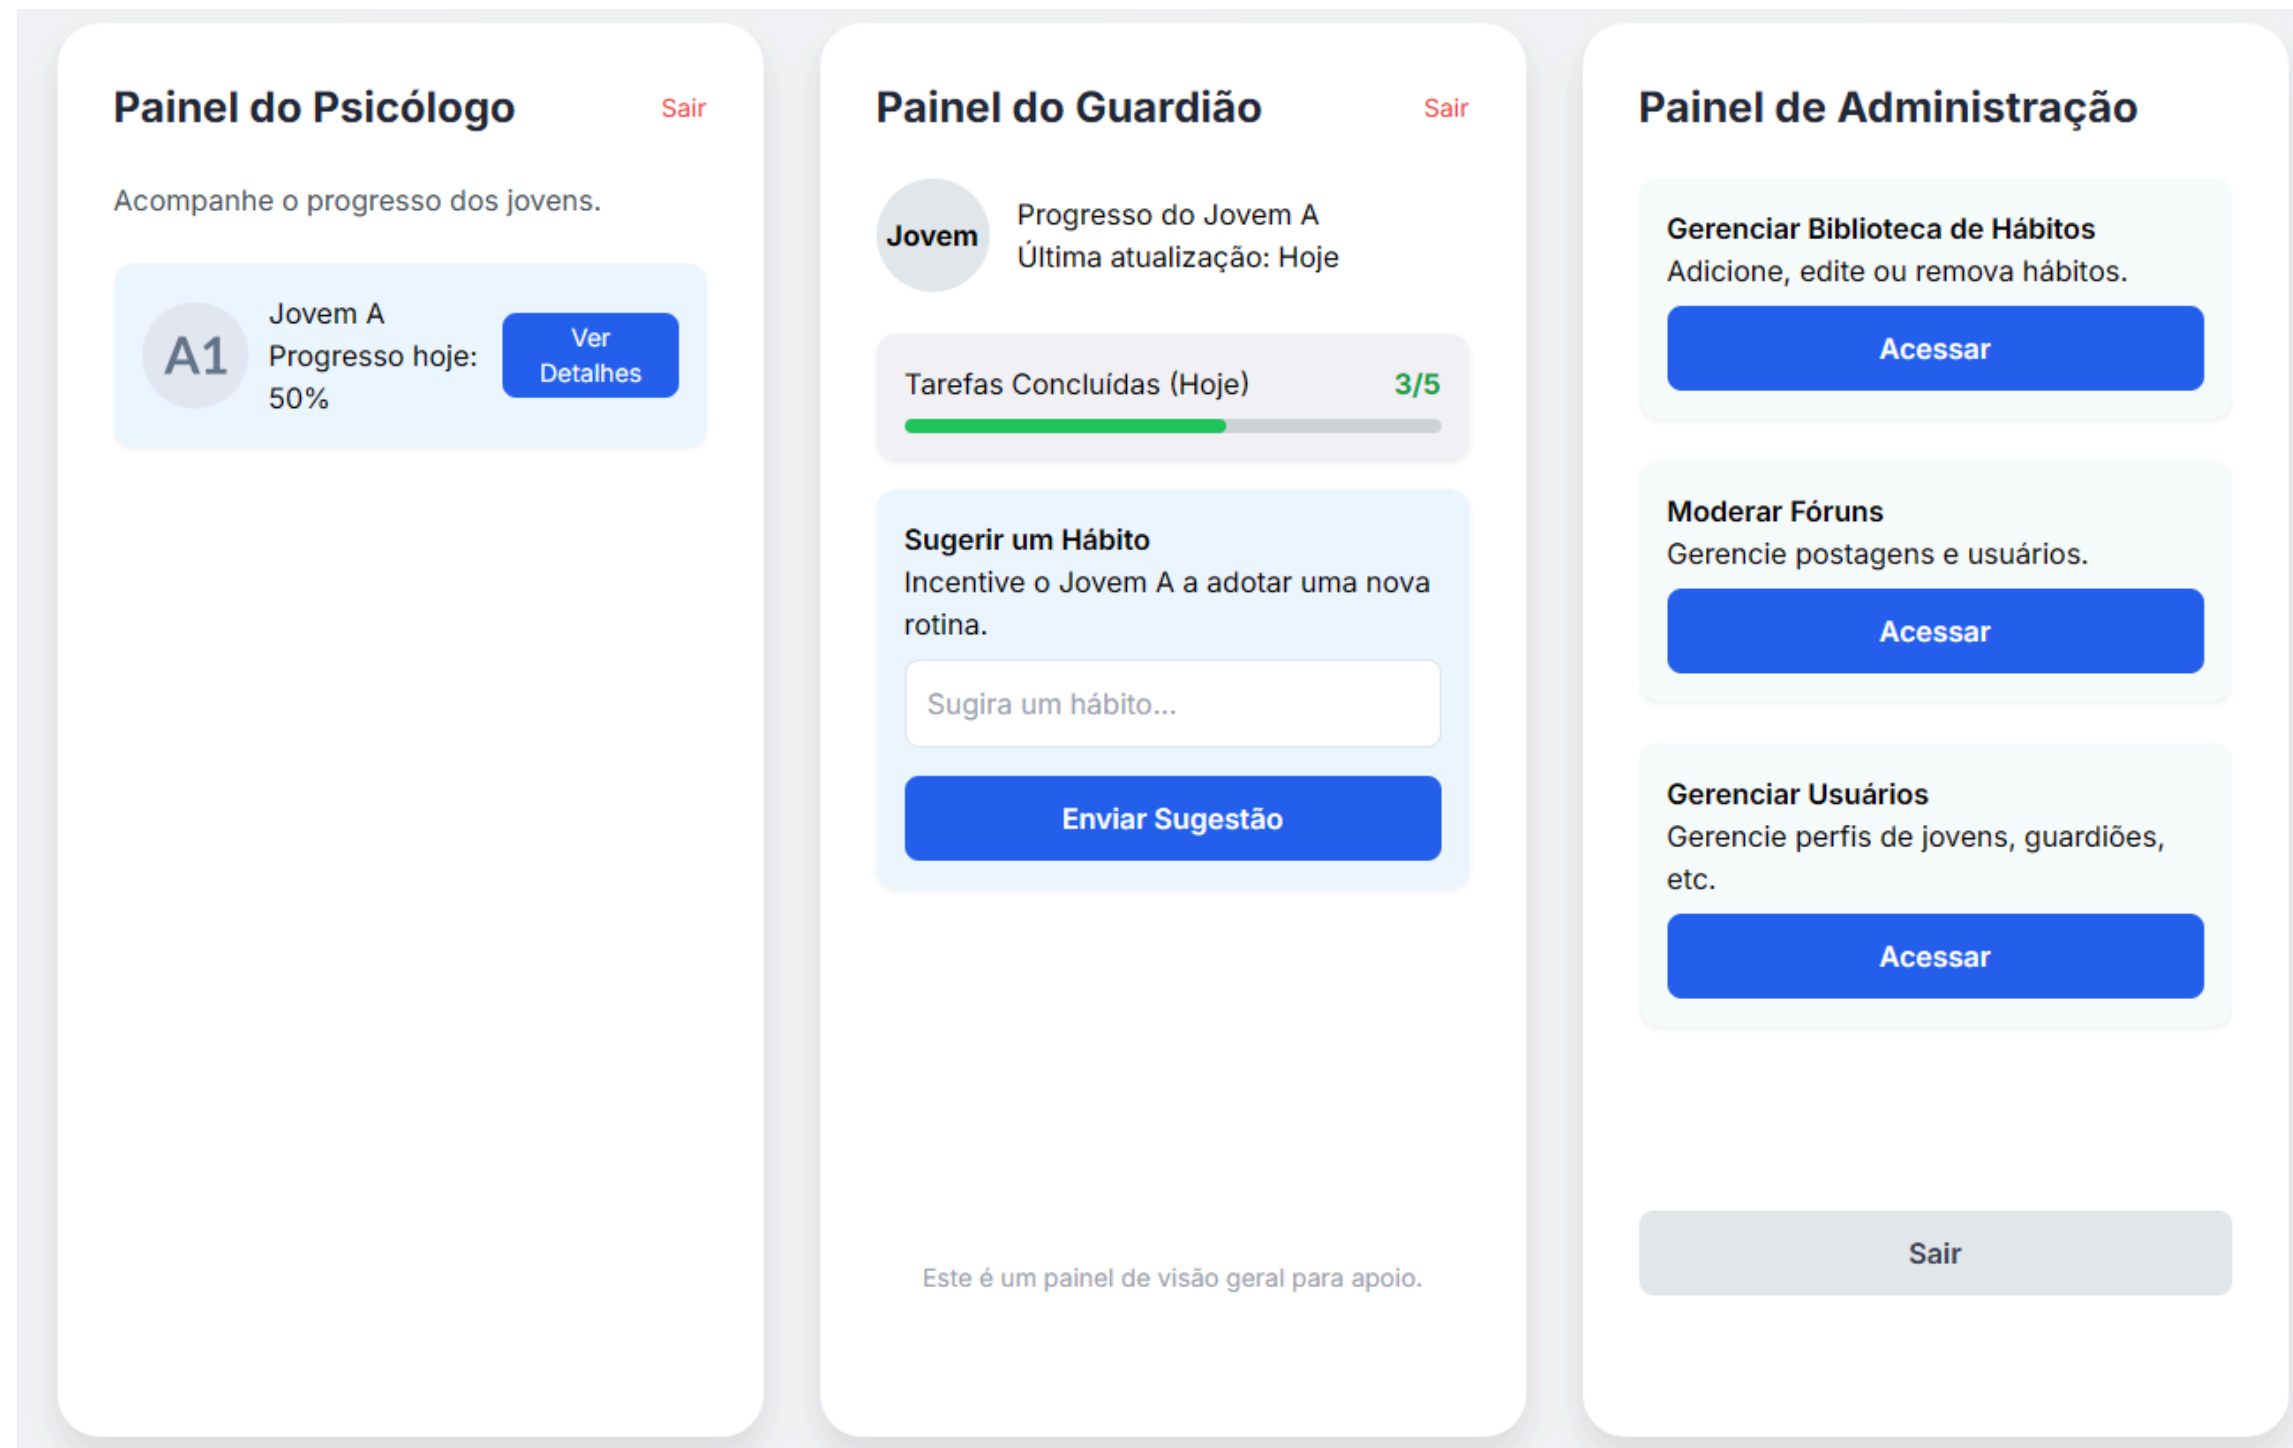 Painel do Psicólogo
Sair
Acompanhe o progresso dos jovens.
A1
Jovem A
Progresso hoje:
50%
Ver
Detalhes
Painel do Guardião
Sair
Jovem
Progresso do Jovem A
Última atualização: Hoje
Tarefas Concluídas (Hoje)
3/5
Sugerir um Hábito
Incentive o Jovem A a adotar uma nova
rotina.
Sugira um hábito...
Enviar Sugestão
Este é um painel de visão geral para apoio.
Painel de Administração
Gerenciar Biblioteca de Hábitos
Adicione, edite ou remova hábitos.
Acessar
Moderar Fóruns
Gerencie postagens e usuários.
Acessar
Gerenciar Usuários
Gerencie perfis de jovens, guardiões,
etc.
Acessar
Sair